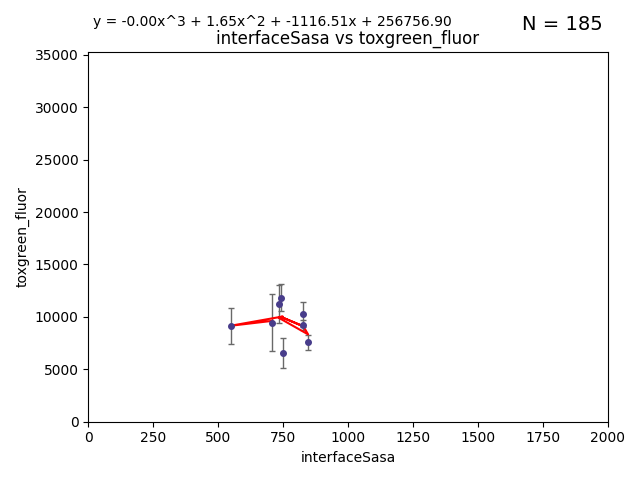 y = -0.00x^3 + 1.65x^2 + -1116.51x + 256756.90
N = 185
interfaceSasa vs toxgreen_fluor
35000
30000
25000
20000
15000
10000
5000
0
toxgreen_fluor
0 250 500 750 1000 1250 1500 1750 2000
interfaceSasa